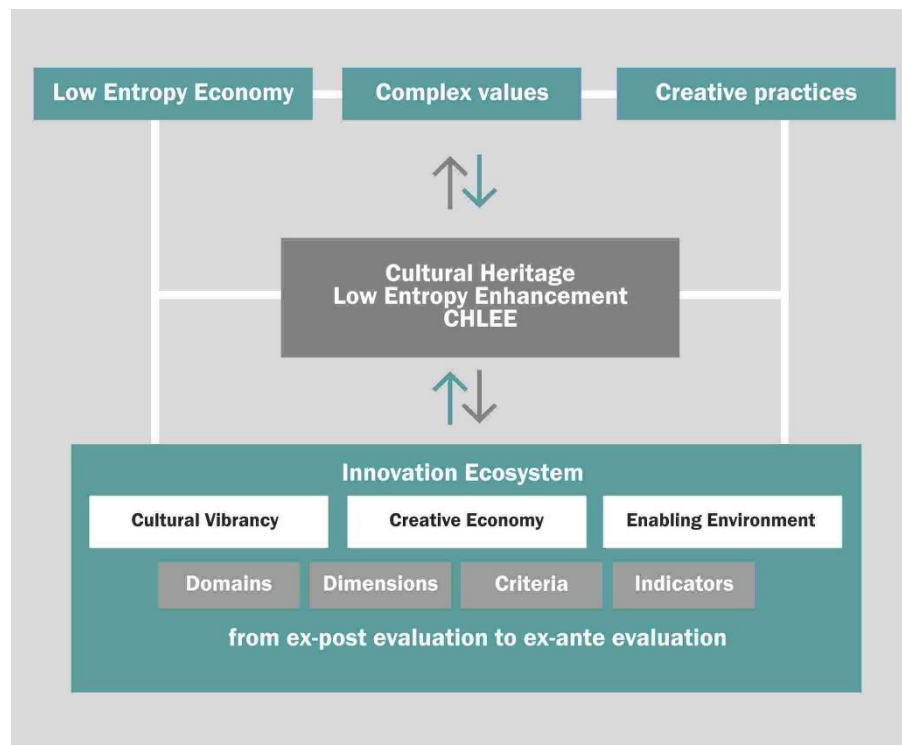 Low Entropy Economy
Complex values
Creative practices
Cultural Heritage
Low Entropy Enhancement
CHLEE
Innovation Ecosystem
Cultural Vibrancy
Creative Economy
Enabling Environment
Domains
Dimensions
Criteria
Indicators
from ex-post evaluation to ex-ante evaluation